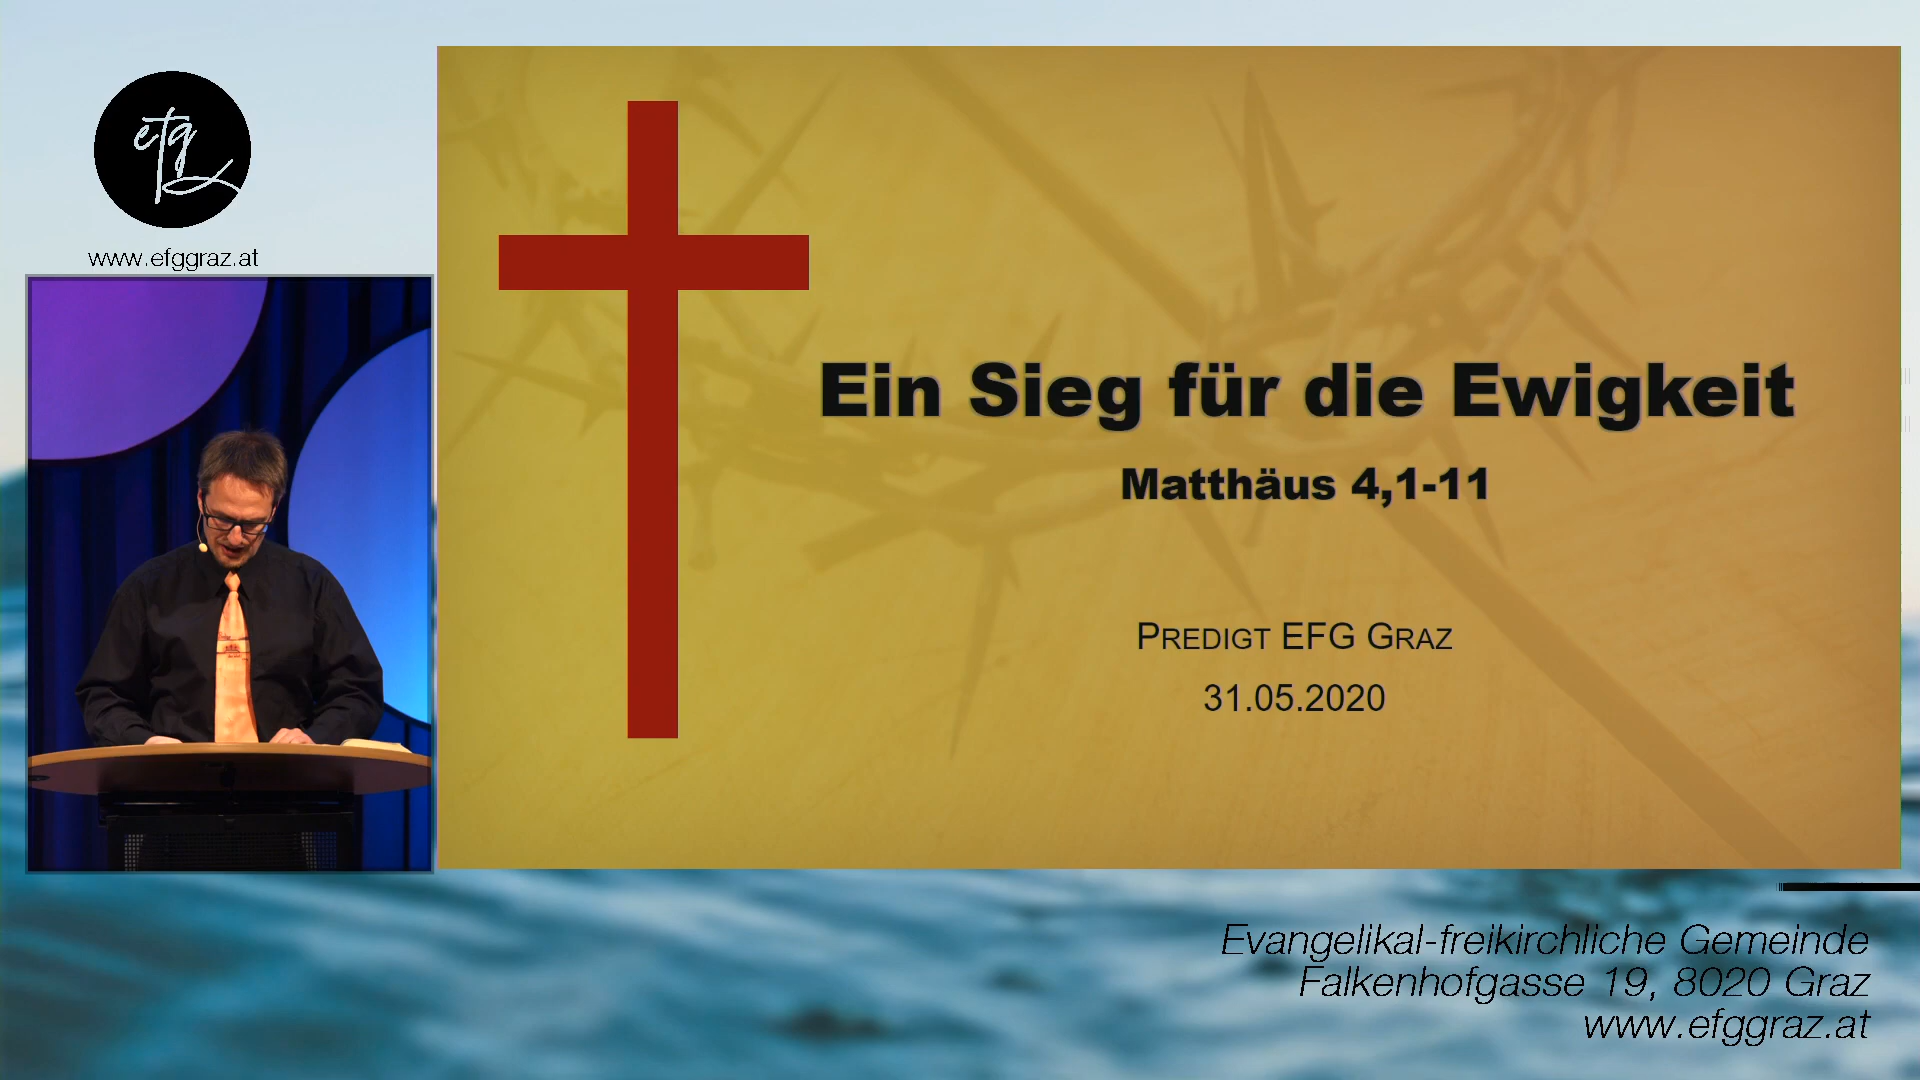 efg
www.efggraz.at
Ein Sieg für die Ewigkeit
Matthäus 4,1-11
PREDIGT EFG GRAZ
31.05.2020
Evangelikal-freikirchliche Gemeinde
Falkenhofgasse 19, 8020 Graz
www.efggraz.at